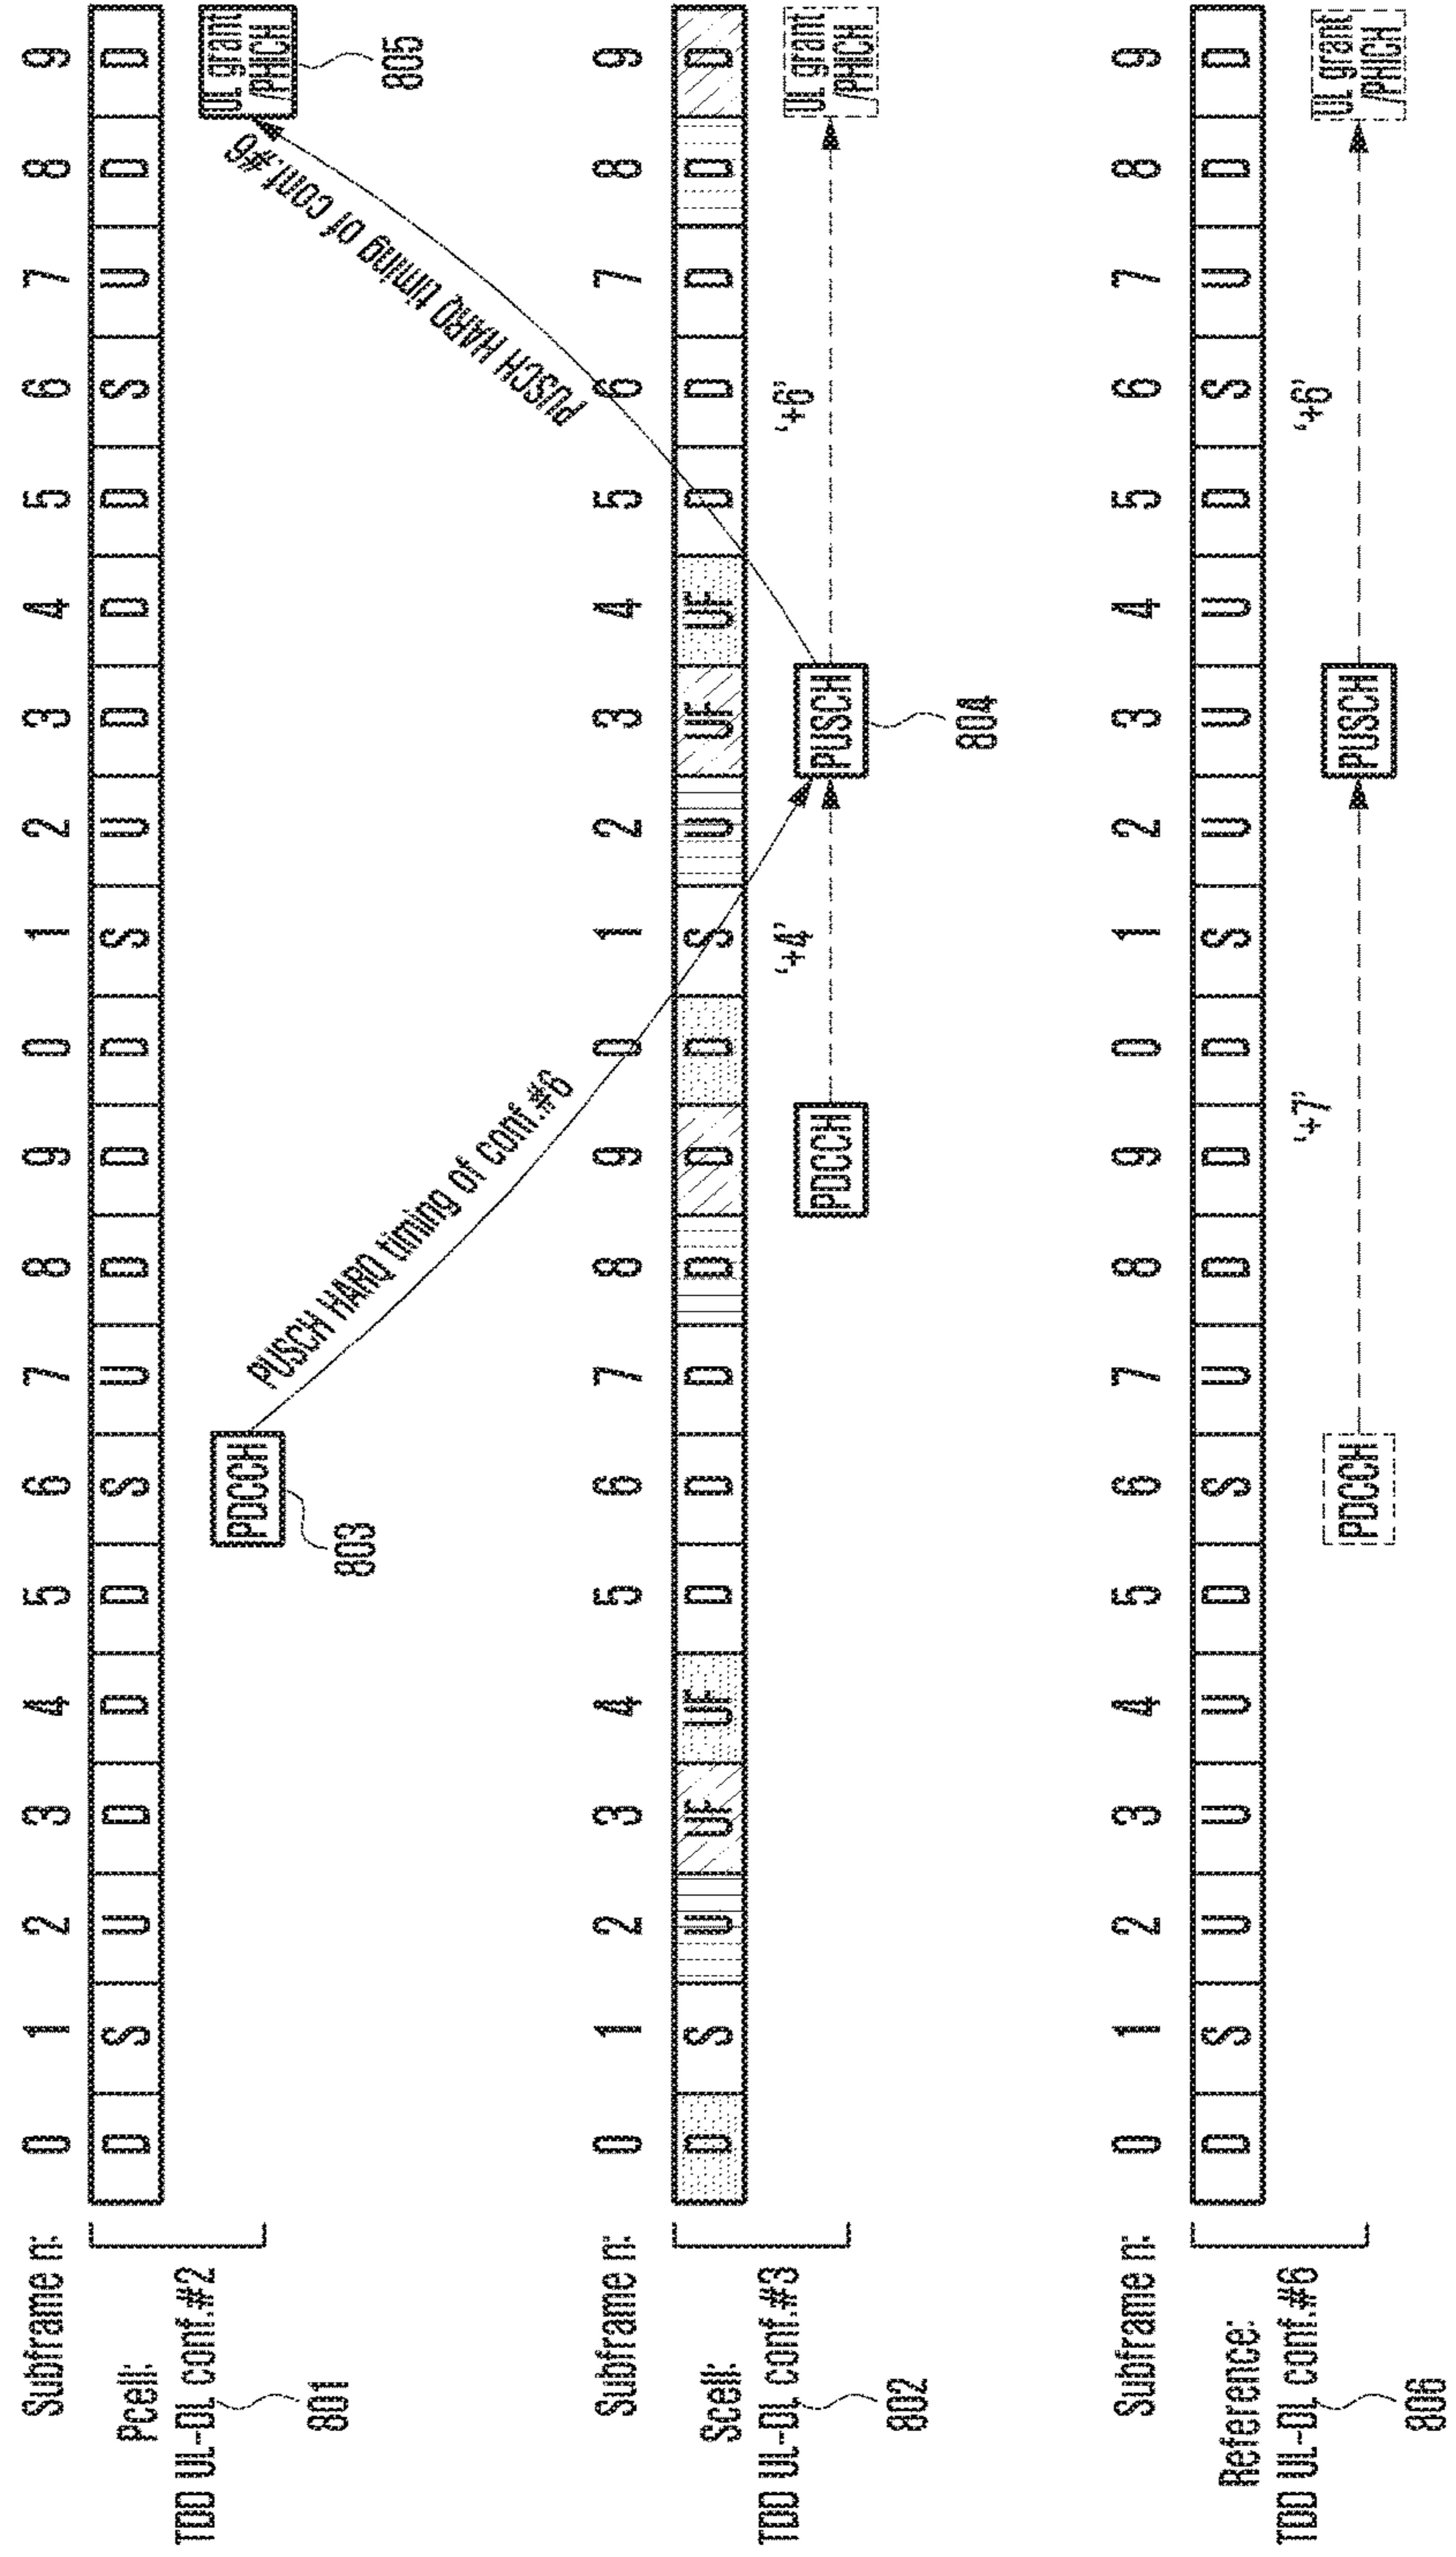 Subframe n: 0 1 2 3 4 5 6 7 8 9 0 1 2 3 4 5 6 7 8 9
Pcell:
TDD UL-DL conf.#2
D S U D D D S U D D D S U D D D S U D D
801
PDCCH
803
UL grant
/PHICH
805
PUSCH HARQ timing of conf.#6
PUSCH HARQ timing of conf.#6
Subframe n: 0 1 2 3 4 5 6 7 8 9 0 1 2 3 4 5 6 7 8 9
Scell:
TDD UL-DL conf.#3
D S U UF UF D D D D D D S U UF UF D D D D D
802
'+4'
'+6'
PDCCH
PUSCH
UL grant
/PHICH
804
Subframe n: 0 1 2 3 4 5 6 7 8 9 0 1 2 3 4 5 6 7 8 9
Reference:
TDD UL-DL conf.#6
D S U U U D S U D D D S U U U D S U D D
806
'+7'
'+6'
PDCCH
PUSCH
UL grant
/PHICH